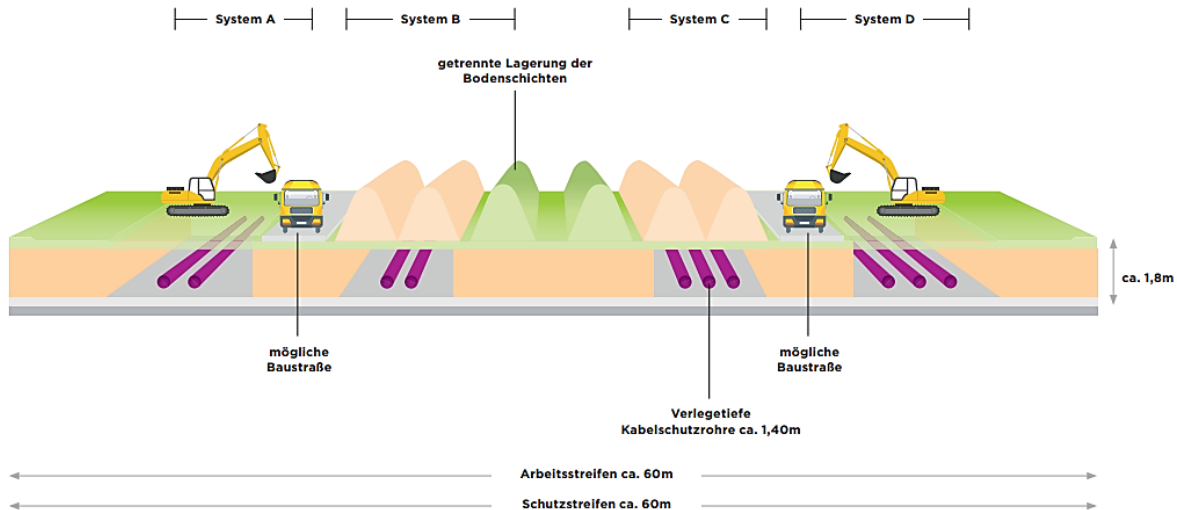 System A
System B
System C
System D
getrennte Lagerung der
Bodenschichten
ca. 1,8m
mögliche
Baustraße
mögliche
Baustraße
Verlegetiefe
Kabelschutzrohre ca. 1,40m
Arbeitsstreifen ca. 60m
Schutzstreifen ca. 60m